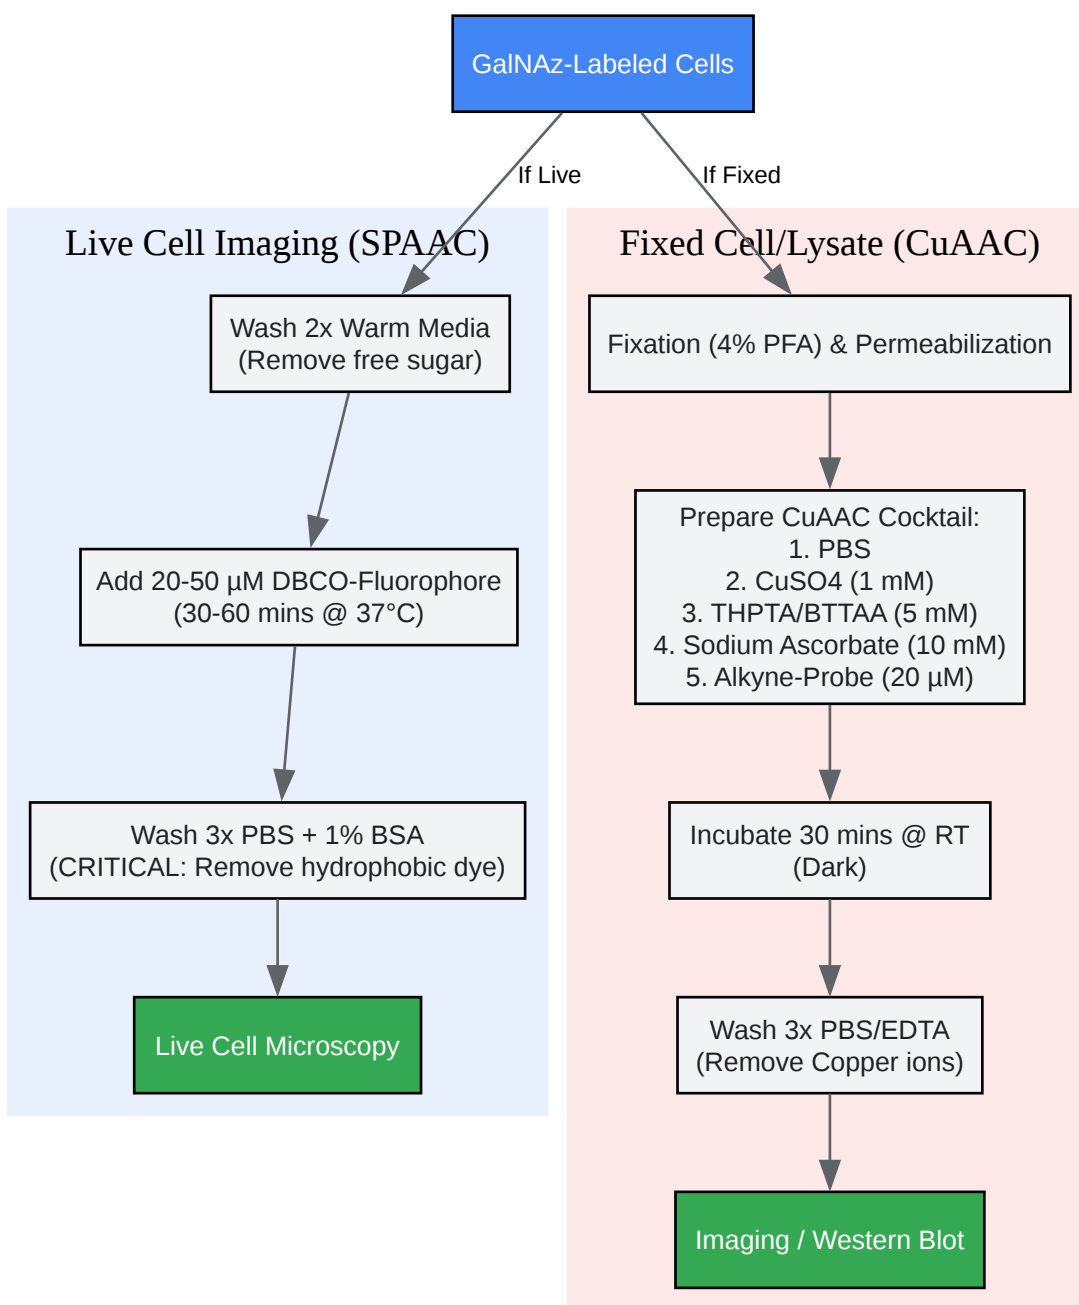 GalNAz-Labeled Cells
If Live
If Fixed
Live Cell Imaging (SPAAC)
Wash 2x Warm Media
(Remove free sugar)
Add 20-50 µM DBCO-Fluorophore
(30-60 mins @ 37°C)
Wash 3x PBS + 1% BSA
(CRITICAL: Remove hydrophobic dye)
Live Cell Microscopy
Fixed Cell/Lysate (CuAAC)
Fixation (4% PFA) & Permeabilization
Prepare CuAAC Cocktail:
1. PBS
2. CuSO4 (1 mM)
3. THPTA/BTTAA (5 mM)
4. Sodium Ascorbate (10 mM)
5. Alkyne-Probe (20 µM)
Incubate 30 mins @ RT
(Dark)
Wash 3x PBS/EDTA
(Remove Copper ions)
Imaging / Western Blot